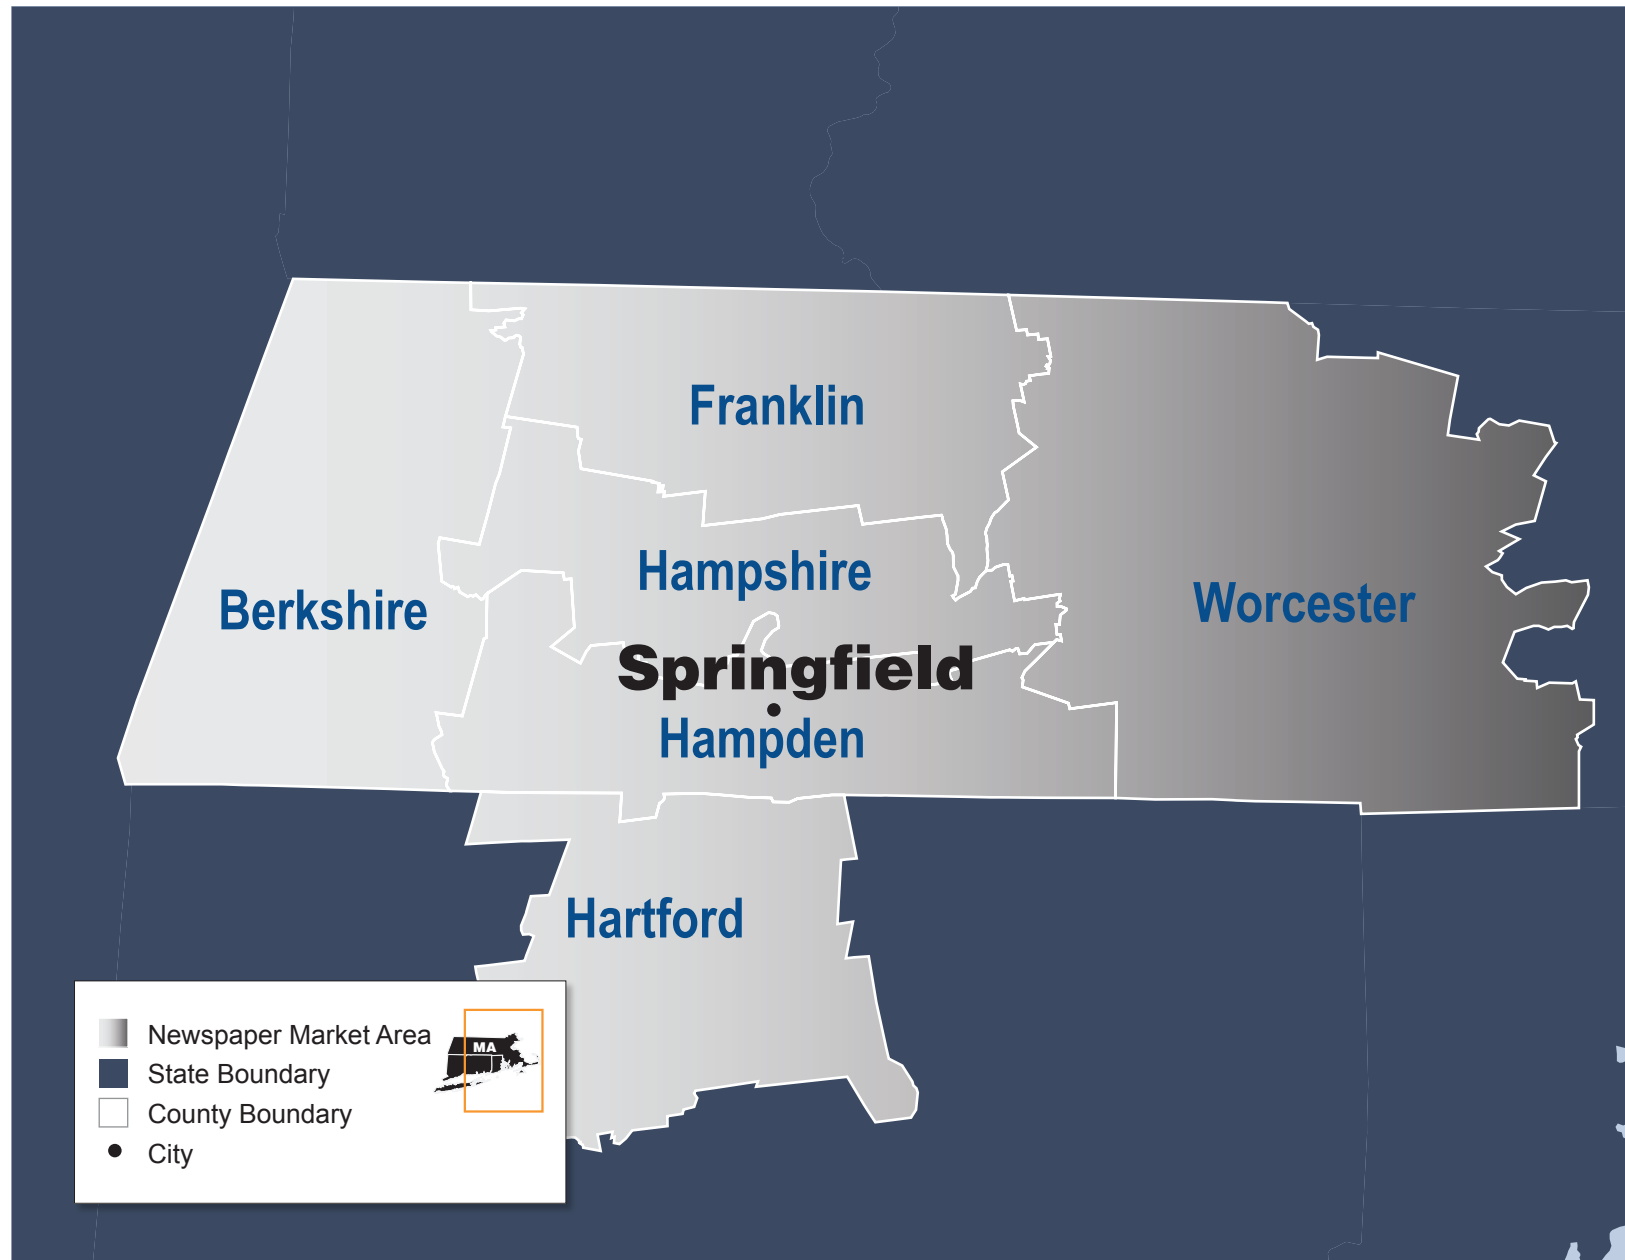 Franklin
Hampshire
Berkshire
Worcester
Springfield
Hampden
Hartford
Newspaper Market Area
State Boundary
County Boundary
City
MA